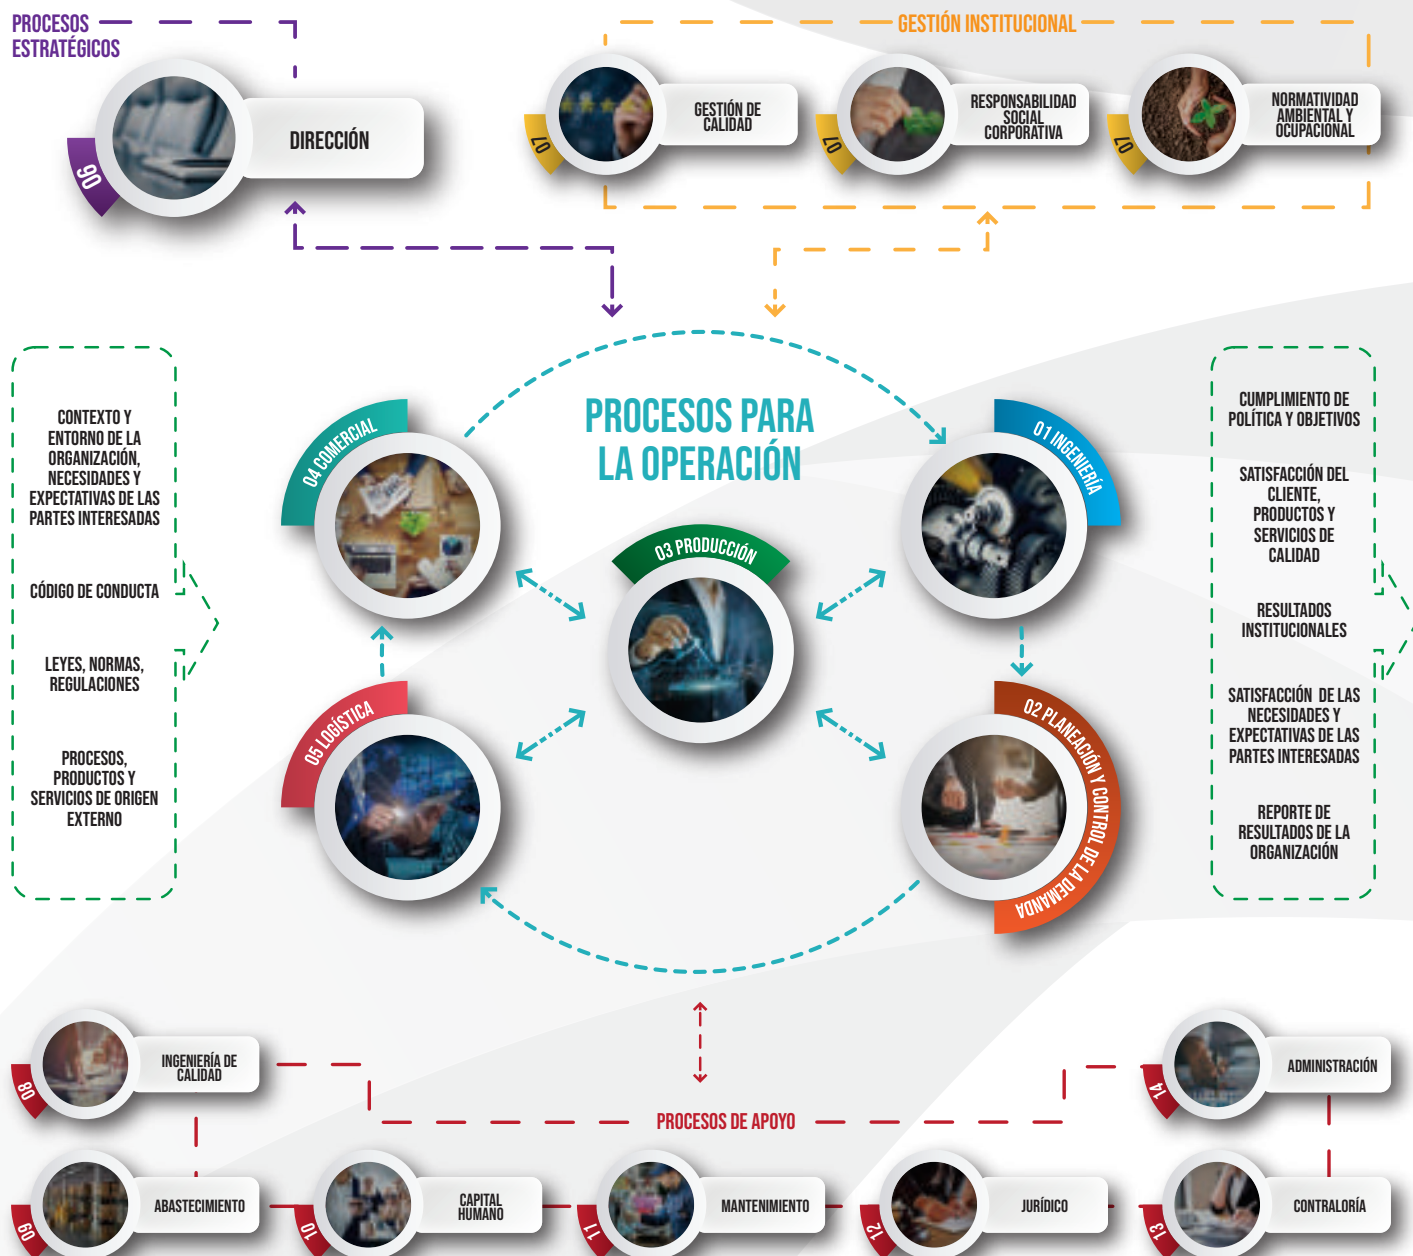 PROCESOS
ESTRATÉGICOS
GESTIÓN INSTITUCIONAL
06
DIRECCIÓN
07
GESTIÓN DE
CALIDAD
07
RESPONSABILIDAD
SOCIAL
CORPORATIVA
07
NORMATIVIDAD
AMBIENTAL Y
OCUPACIONAL
CONTEXTO Y
ENTORNO DE LA
ORGANIZACIÓN,
NECESIDADES Y
EXPECTATIVAS DE LAS
PARTES INTERESADAS
CÓDIGO DE CONDUCTA
LEYES, NORMAS,
REGULACIONES
PROCESOS,
PRODUCTOS Y
SERVICIOS DE ORIGEN
EXTERNO
PROCESOS PARA
LA OPERACIÓN
04 COMERCIAL
01 INGENIERÍA
03 PRODUCCIÓN
05 LOGÍSTICA
02 PLANEACIÓN Y CONTROL DE LA DEMANDA
CUMPLIMIENTO DE
POLÍTICA Y OBJETIVOS
SATISFACCIÓN DEL
CLIENTE,
PRODUCTOS Y
SERVICIOS DE
CALIDAD
RESULTADOS
INSTITUCIONALES
SATISFACCIÓN DE LAS
NECESIDADES Y
EXPECTATIVAS DE LAS
PARTES INTERESADAS
REPORTE DE
RESULTADOS DE LA
ORGANIZACIÓN
08
INGENIERÍA DE
CALIDAD
14
ADMINISTRACIÓN
PROCESOS DE APOYO
09
ABASTECIMIENTO
10
CAPITAL
HUMANO
11
MANTENIMIENTO
12
JURÍDICO
13
CONTRALORÍA